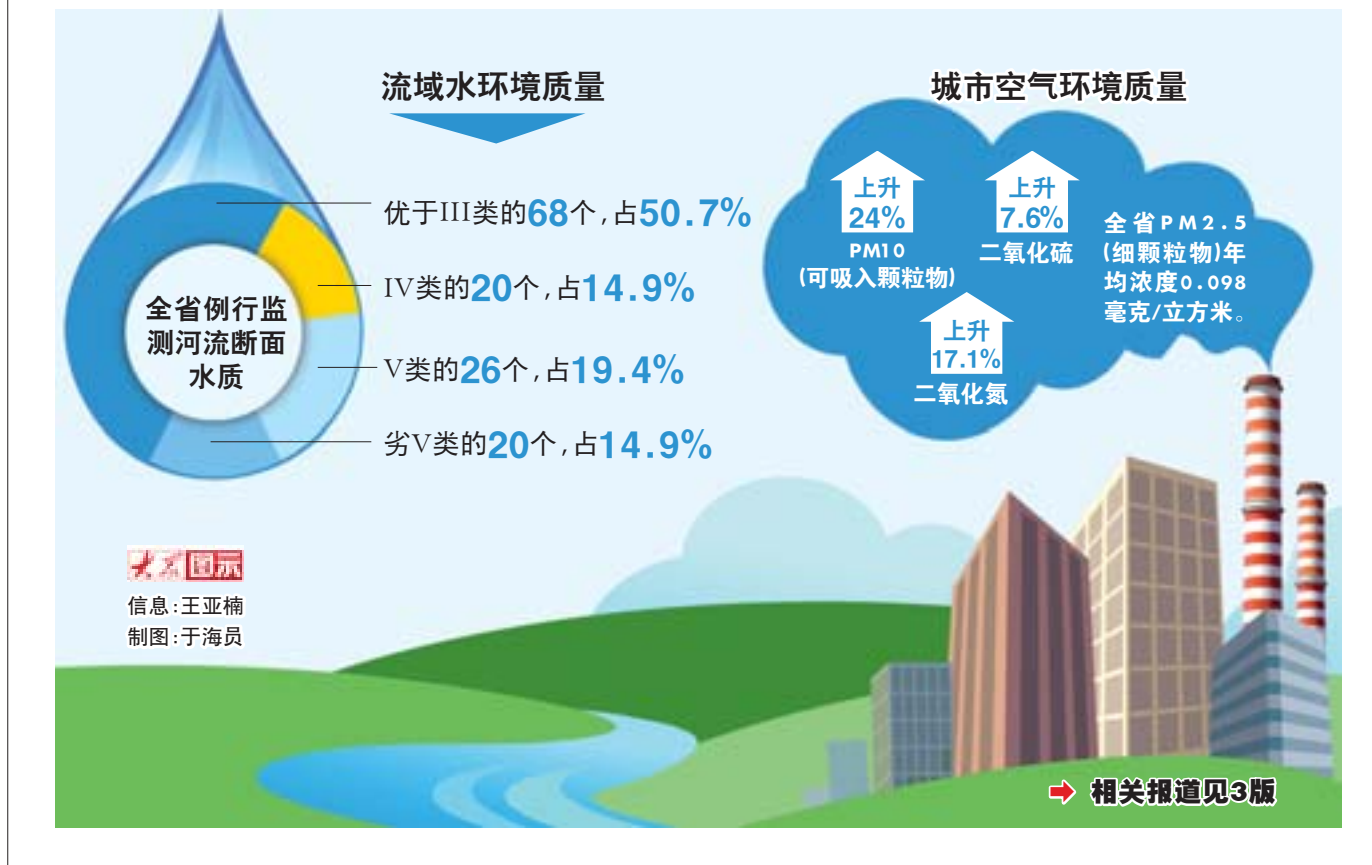 流域水环境质量
优于III类的68个,占50.7%
IV类的20个,占14.9%
V类的26个,占19.4%
劣V类的20个,占14.9%
全省例行监
测河流断面
水质
城市空气环境质量
上升
24%
PM10
(可吸入颗粒物)
上升
7.6%
二氧化硫
上升
17.1%
二氧化氮
全省PM2.5
(细颗粒物)年
均浓度0.098
毫克/立方米。
图示
信息:王亚楠
制图:于海员
相关报道见3版